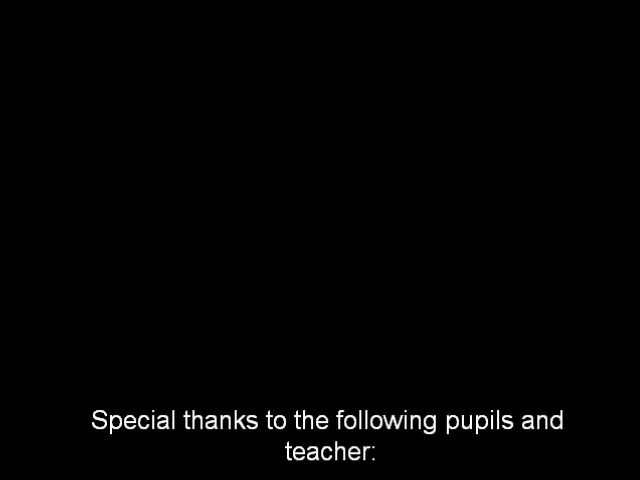 Special thanks to the following pupils and
teacher: